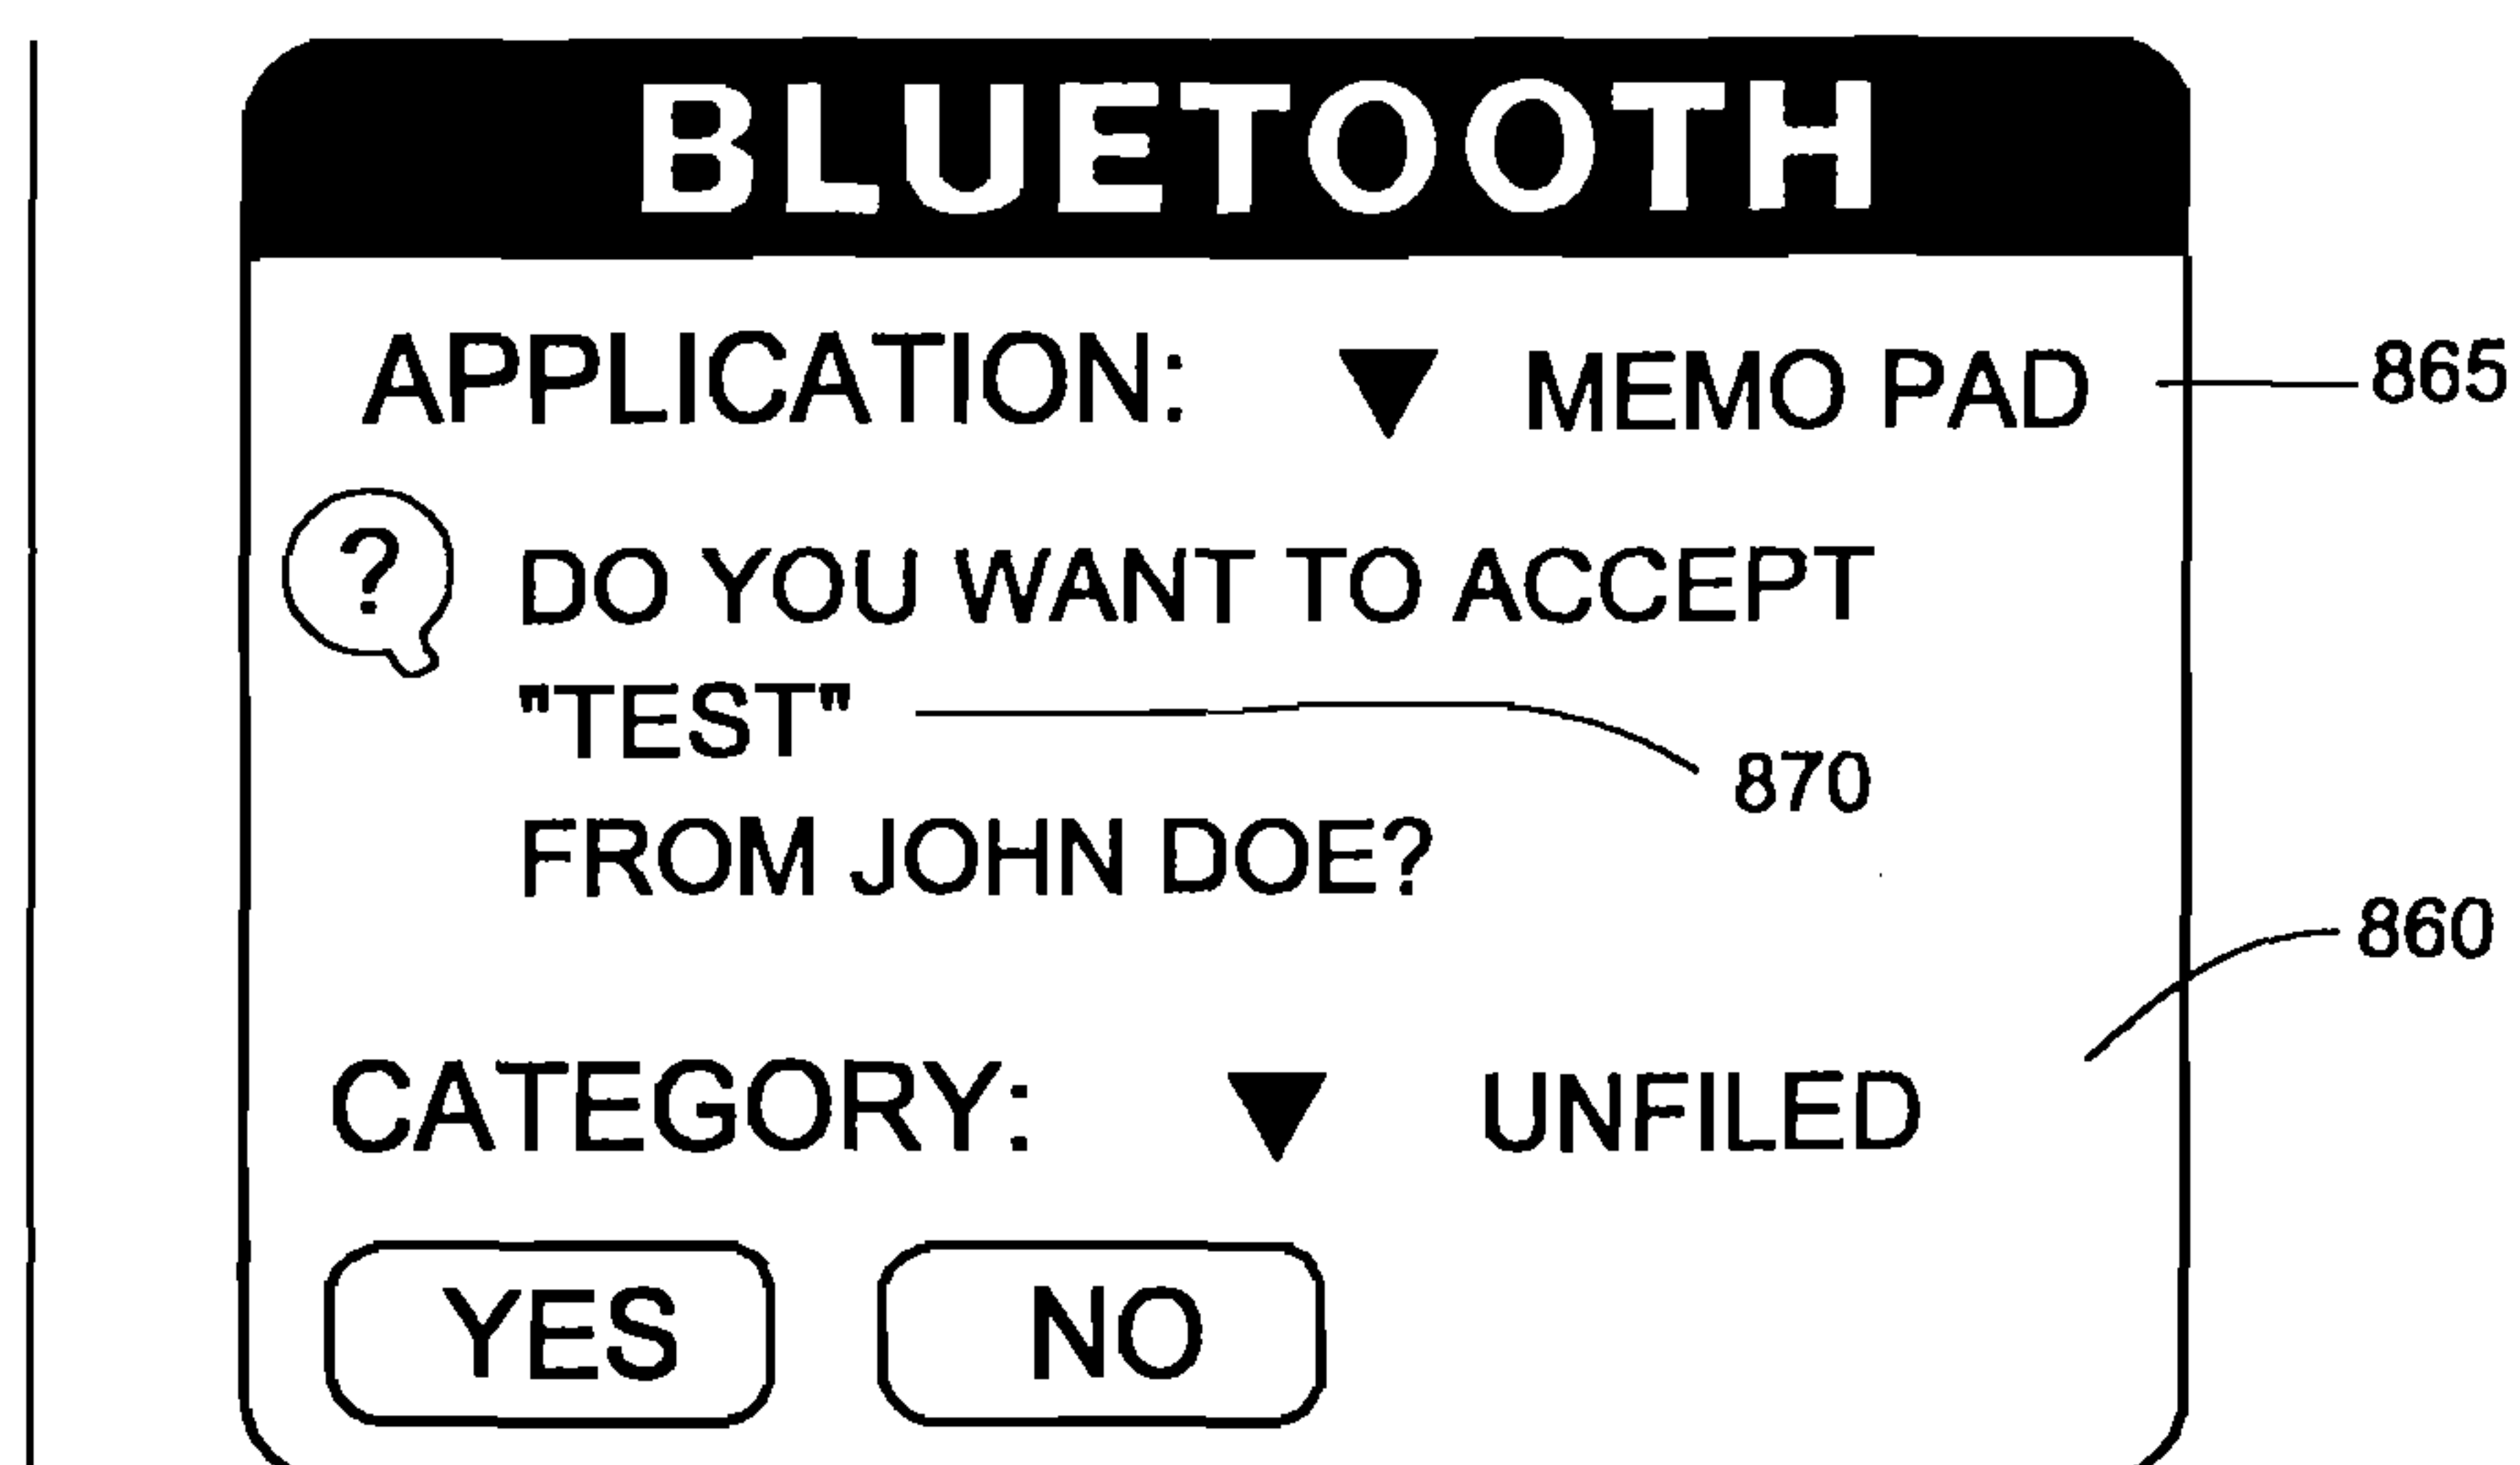 BLUETOOTH
APPLICATION: ▼ MEMO PAD 865
? DO YOU WANT TO ACCEPT
"TEST"
870
FROM JOHN DOE?
860
CATEGORY: ▼ UNFILED
YES NO